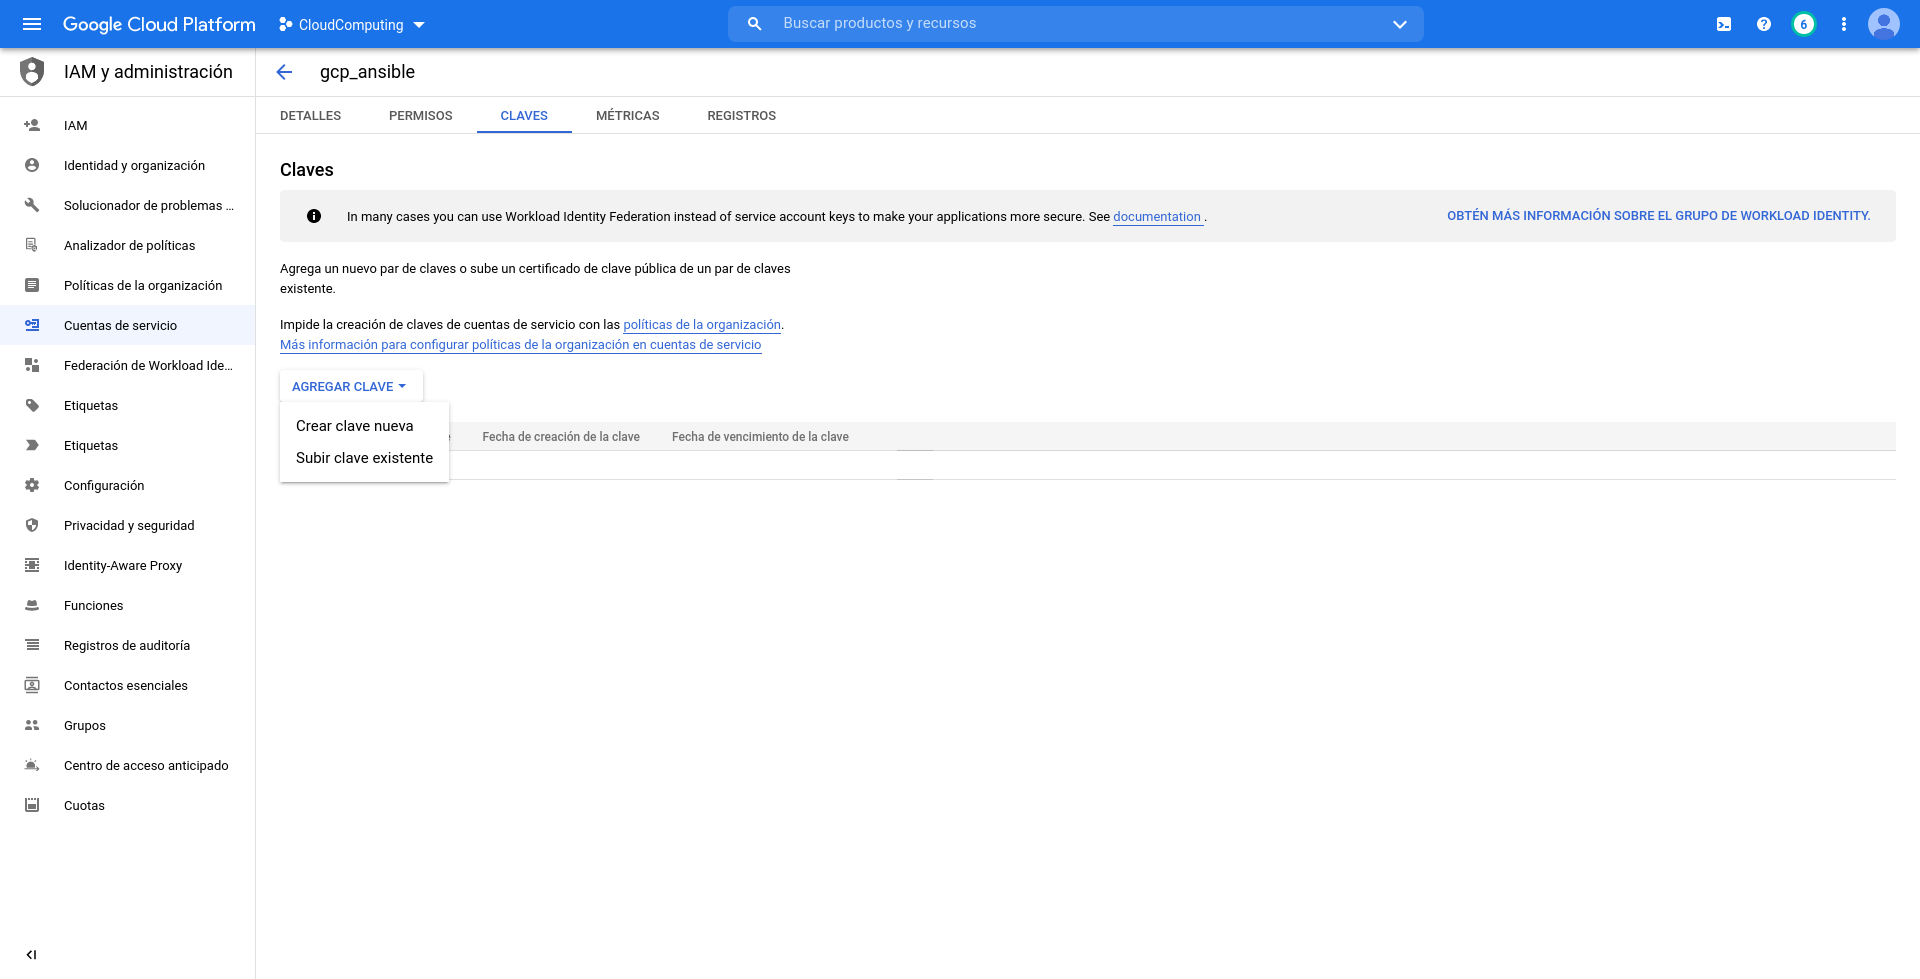 Google Cloud Platform
CloudComputing
Buscar productos y recursos
6
IAM y administración
gcp_ansible
DETALLES
PERMISOS
CLAVES
MÉTRICAS
REGISTROS
IAM
Identidad y organización
Solucionador de problemas ...
Analizador de políticas
Políticas de la organización
Cuentas de servicio
Federación de Workload Ide...
Etiquetas
Etiquetas
Configuración
Privacidad y seguridad
Identity-Aware Proxy
Funciones
Registros de auditoría
Contactos esenciales
Grupos
Centro de acceso anticipado
Cuotas
Claves
In many cases you can use Workload Identity Federation instead of service account keys to make your applications more secure. See documentation .
OBTÉN MÁS INFORMACIÓN SOBRE EL GRUPO DE WORKLOAD IDENTITY.
Agrega un nuevo par de claves o sube un certificado de clave pública de un par de claves
existente.
Impide la creación de claves de cuentas de servicio con las políticas de la organización.
Más información para configurar políticas de la organización en cuentas de servicio
AGREGAR CLAVE
Crear clave nueva
Subir clave existente
Fecha de creación de la clave
Fecha de vencimiento de la clave